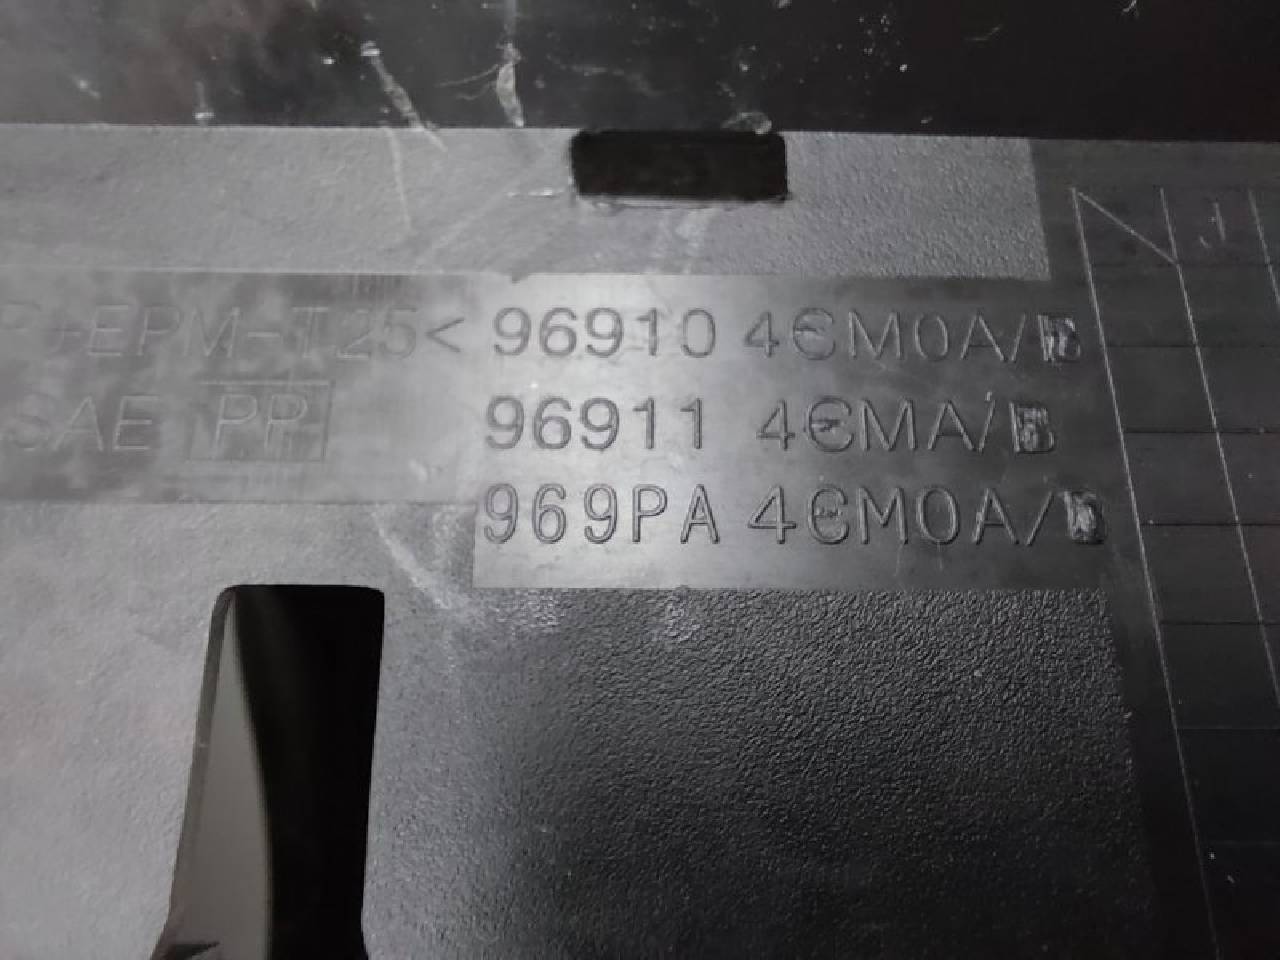 P+EPM-T25< 96910 4CM0A/B
SAE PP 96911 4CMA/B
969PA 4CM0A/B
J